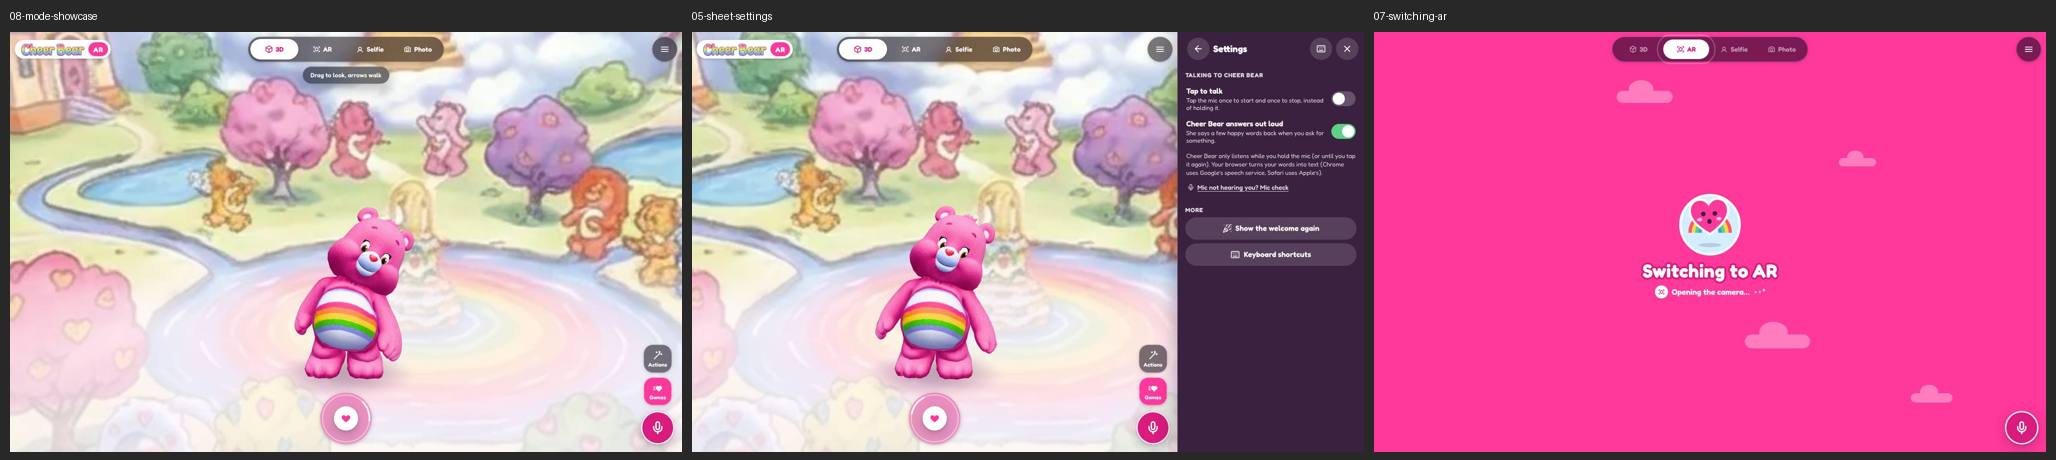 08-mode-showcase
Cheer Bear AR
3D AR Selfie Photo
Drag to look, arrows walk
Actions
Games
05-sheet-settings
Cheer Bear AR
3D AR Selfie Photo
Actions
Games
Settings
TALKING TO CHEER BEAR
Tap to talk
Tap the mic once to start and once to stop, instead
of holding it.
Cheer Bear answers out loud
She says a few happy words back when you ask for
something.
Cheer Bear only listens while you hold the mic (or until you tap
it again). Your browser turns your words into text (Chrome
uses Google's speech service, Safari uses Apple's).
Mic not hearing you? Mic check
MORE
Show the welcome again
Keyboard shortcuts
07-switching-ar
3D AR Selfie Photo
Switching to AR
Opening the camera...